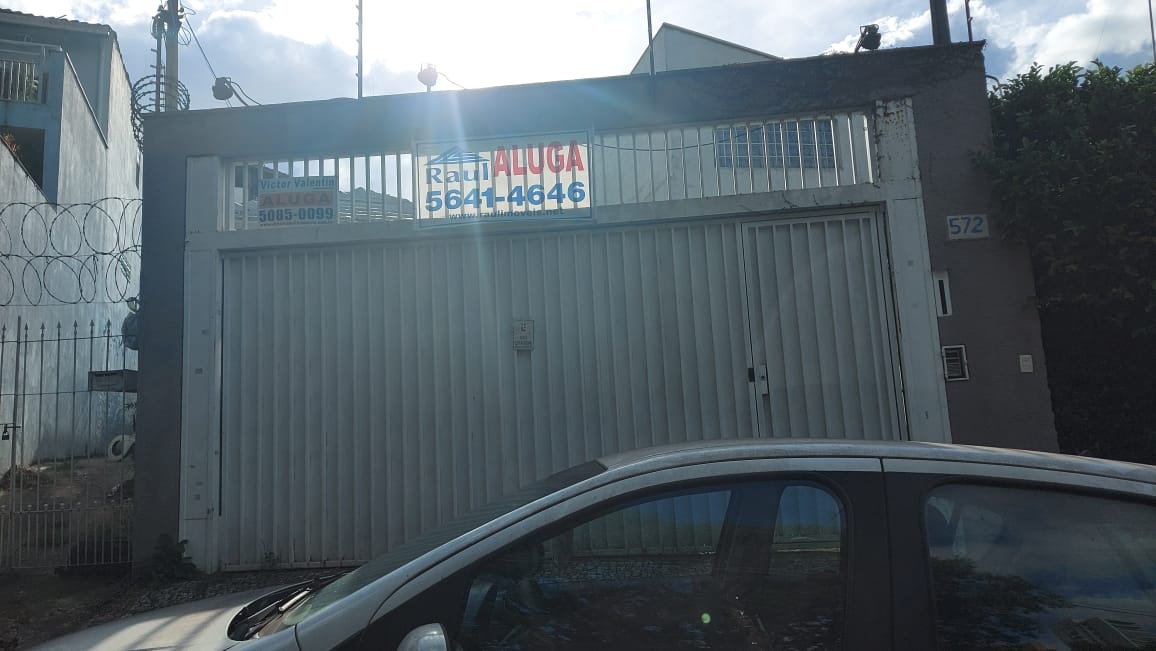 Victor Valentin
ALUGA
5085-0099
Raul ALUGA
5641-4646
www.raulimoveis.net
572